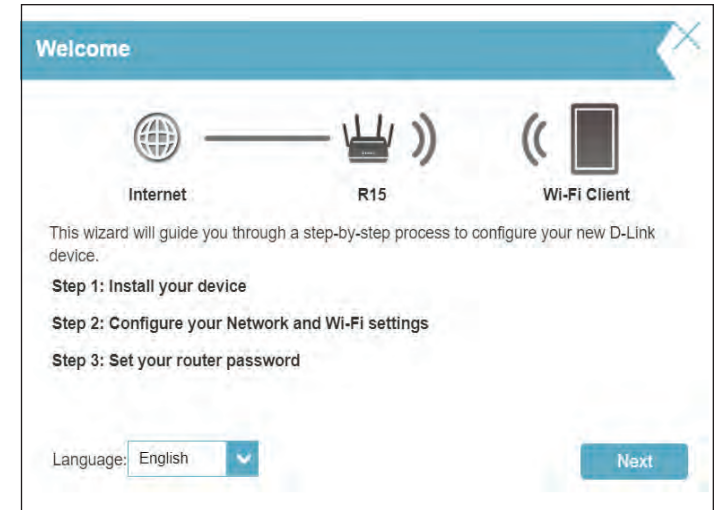 Welcome
Internet
R15
Wi-Fi Client
This wizard will guide you through a step-by-step process to configure your new D-Link
device.
Step 1: Install your device
Step 2: Configure your Network and Wi-Fi settings
Step 3: Set your router password
Language: English
Next